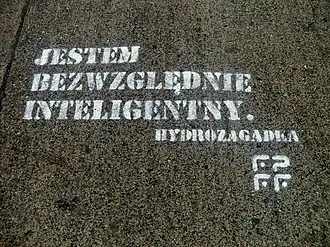 JESTEM
BEZWZGLĘDNIE
INTELIGENTNY.
HYDROZAGADKA